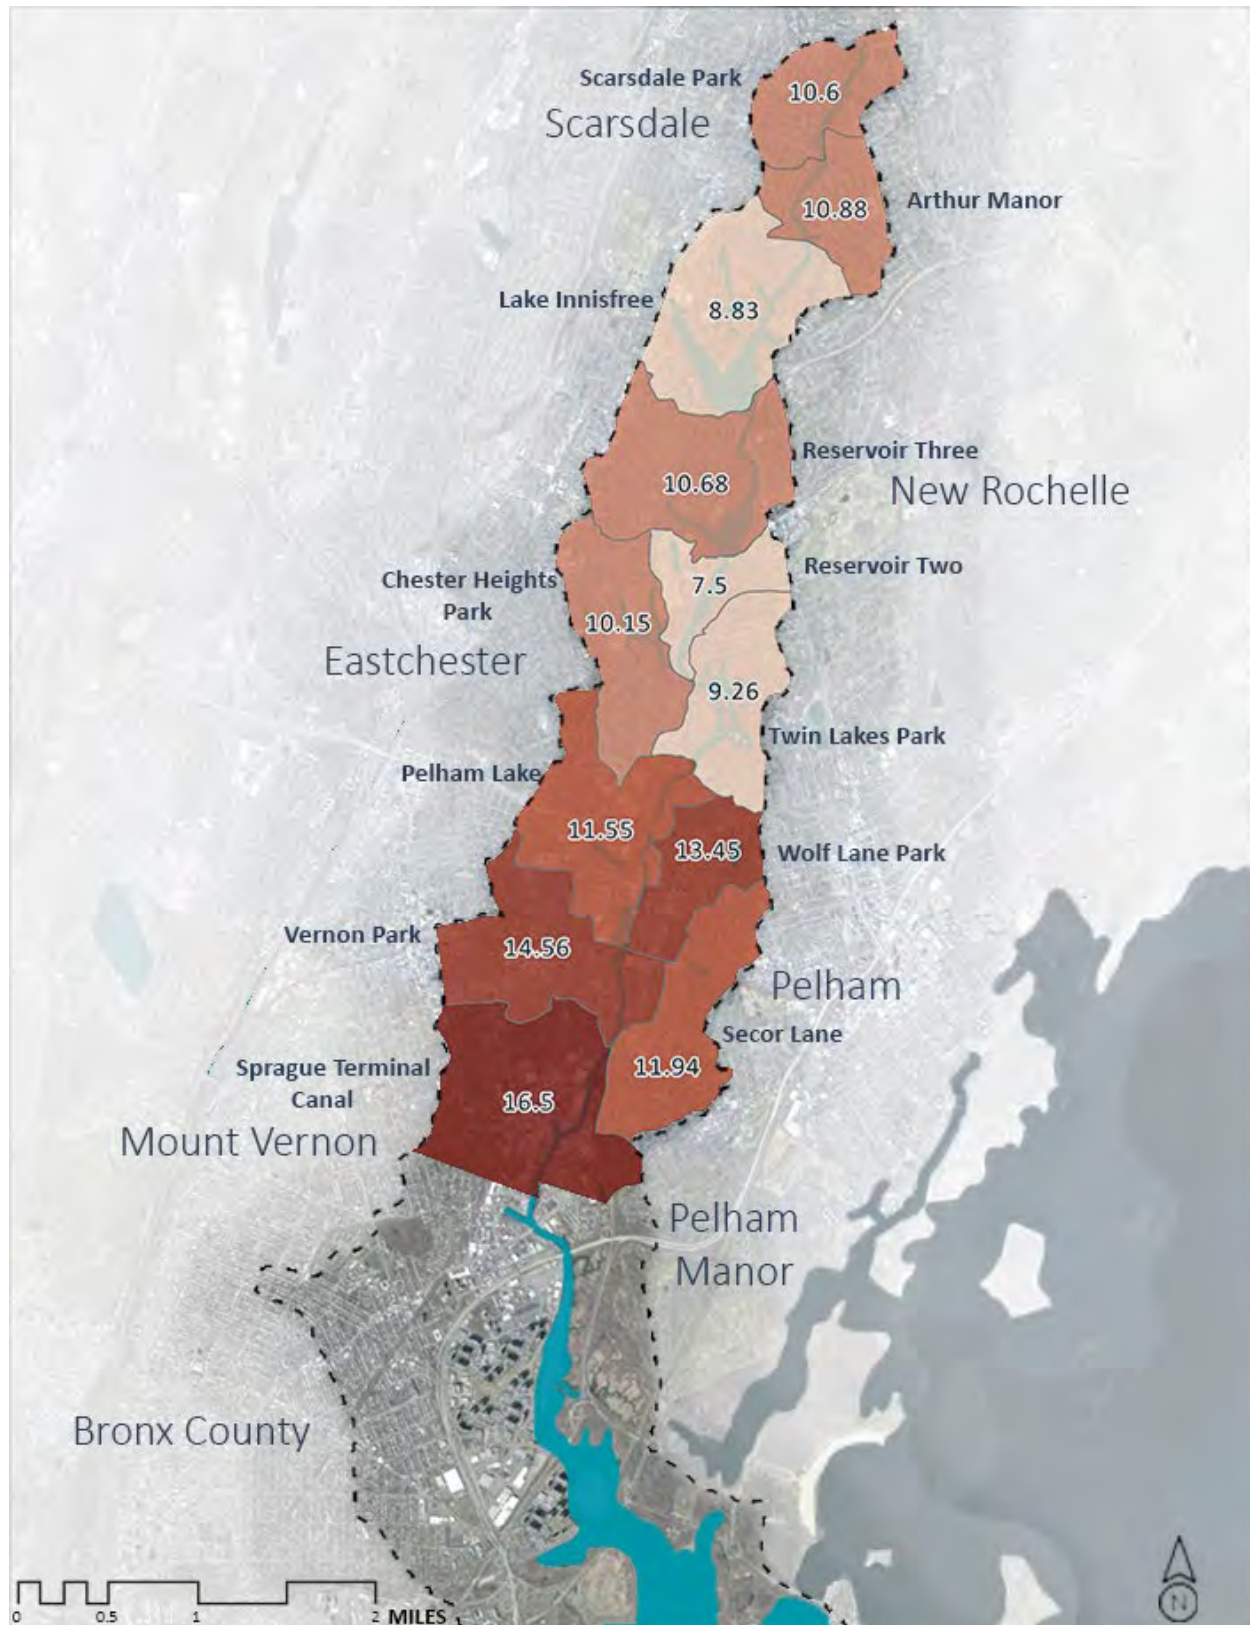 Scarsdale Park
10.6
Scarsdale
Arthur Manor
10.88
Lake Innisfree
8.83
Reservoir Three
10.68
New Rochelle
Reservoir Two
Chester Heights
Park
7.5
10.15
Eastchester
9.26
Twin Lakes Park
Pelham Lake
11.55
13.45
Wolf Lane Park
Vernon Park
14.56
Pelham
Secor Lane
Sprague Terminal
Canal
11.94
16.5
Mount Vernon
Pelham
Manor
Bronx County
0 0.5 1 2 MILES
N